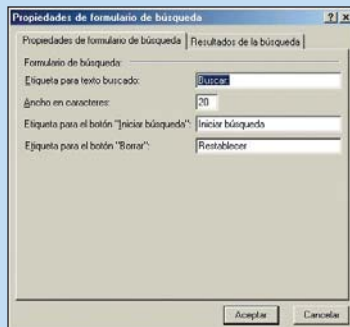 Propiedades de formulario de búsqueda
Propiedades de formulario de búsqueda Resultados de la búsqueda
Formulario de búsqueda:
Etiqueta para texto buscado: Buscar:
Ancho en caracteres: 20
Etiqueta para el botón "Iniciar búsqueda": Iniciar búsqueda
Etiqueta para el botón "Borrar": Restablecer
Aceptar Cancelar